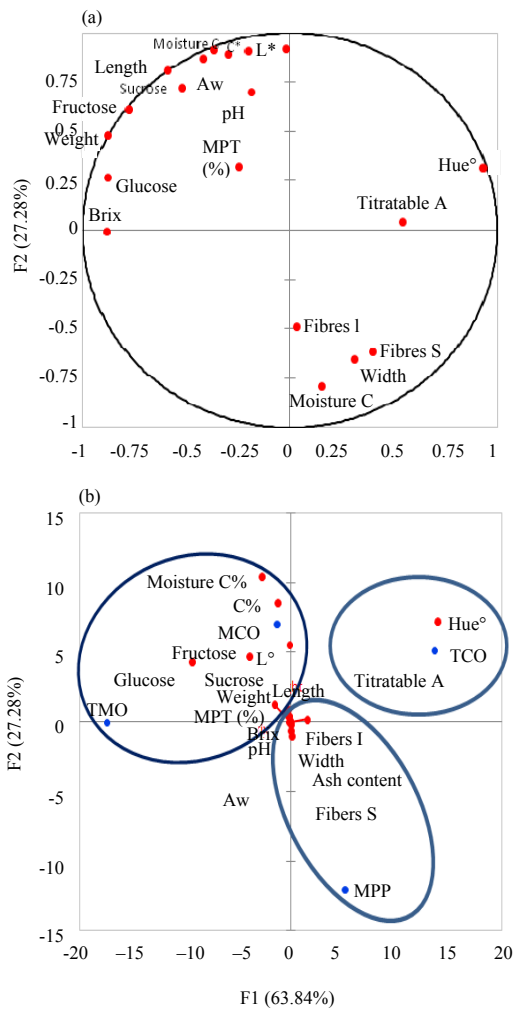 (a)
Moisture C C* L*
0.75
Length
Sucrose Aw
Fructose pH
0.5
Weight MPT
(%) Hue°
0.25
Glucose Titratable A
Brix
0
F2 (27.28%)
-0.5 Fibres l
Fibres S
Width
-0.75
Moisture C
-1
-1 -0.75 -0.5 -0.25 0 0.25 0.5 0.75 1
(b)
15
10 Moisture C%
C%
MCO Hue°
5 Fructose L° TCO
Glucose Sucrose Titratable A
Weight Length
TMO MPT (%)
0
Brix Fibers I
pH Width
Ash content
-5 Aw Fibers S
F2 (27.28%)
-10
MPP
-15
-20 –15 –10 -5 0 5 10 15 20
F1 (63.84%)